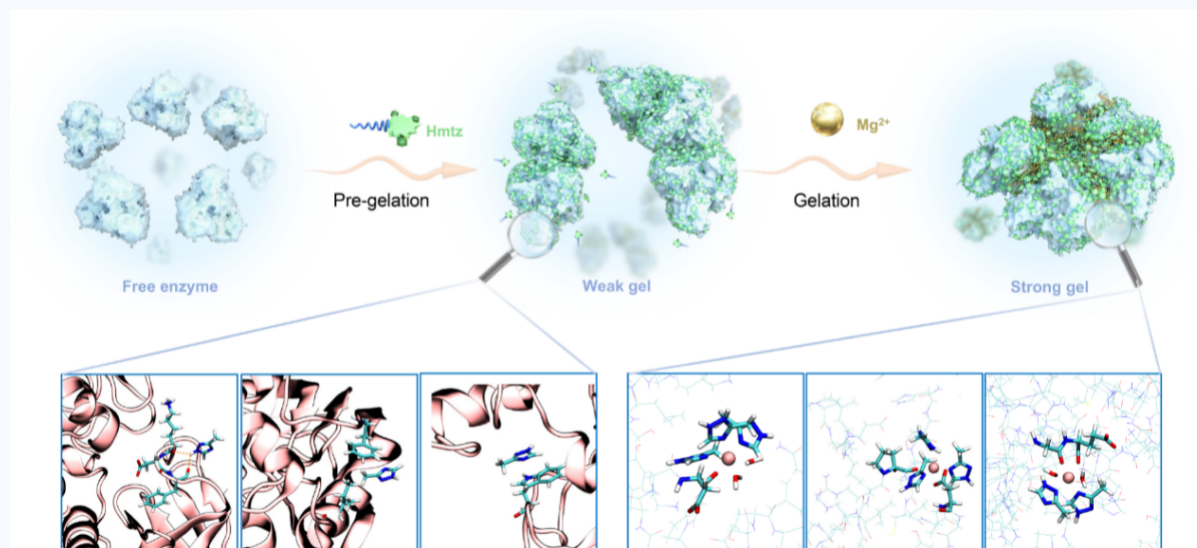 Hmtz
Mg²⁺
Pre-gelation
Gelation
Free enzyme
Weak gel
Strong gel